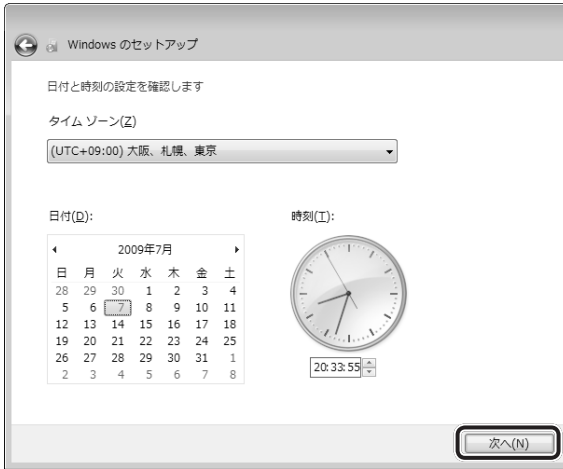 Windows のセットアップ
日付と時刻の設定を確認します
タイム ゾーン(Z)
(UTC+09:00) 大阪、札幌、東京
日付(D):
2009年7月
日 月 火 水 木 金 土
28 29 30 1 2 3 4
5 6 7 8 9 10 11
12 13 14 15 16 17 18
19 20 21 22 23 24 25
26 27 28 29 30 31 1
2 3 4 5 6 7 8
時刻(T):
20:33:55
次へ(N)